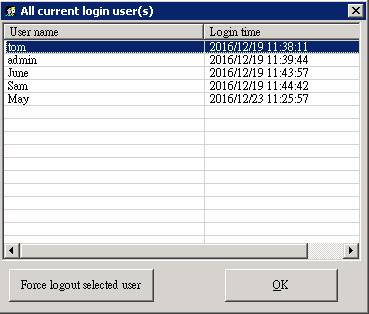 All current login user(s)
User name Login time
tom 2016/12/19 11:38:11
admin 2016/12/19 11:39:44
June 2016/12/19 11:43:57
Sam 2016/12/19 11:44:42
May 2016/12/23 11:25:57
Force logout selected user OK